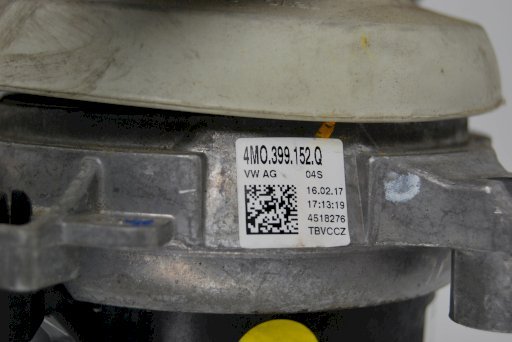 4M0.399.152.Q
VW AG 04S
16.02.17
17:13:19
4518276
TBVCCZ